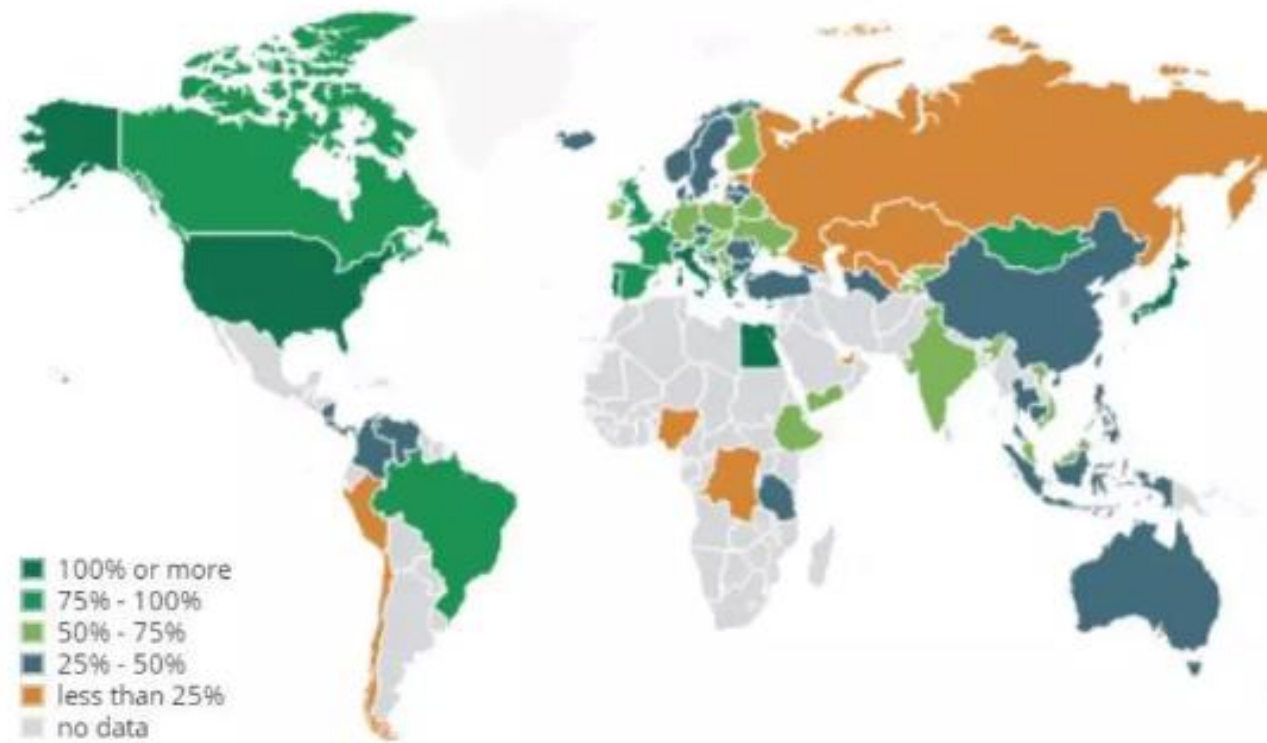 100% or more
75% - 100%
50% - 75%
25% - 50%
less than 25%
no data